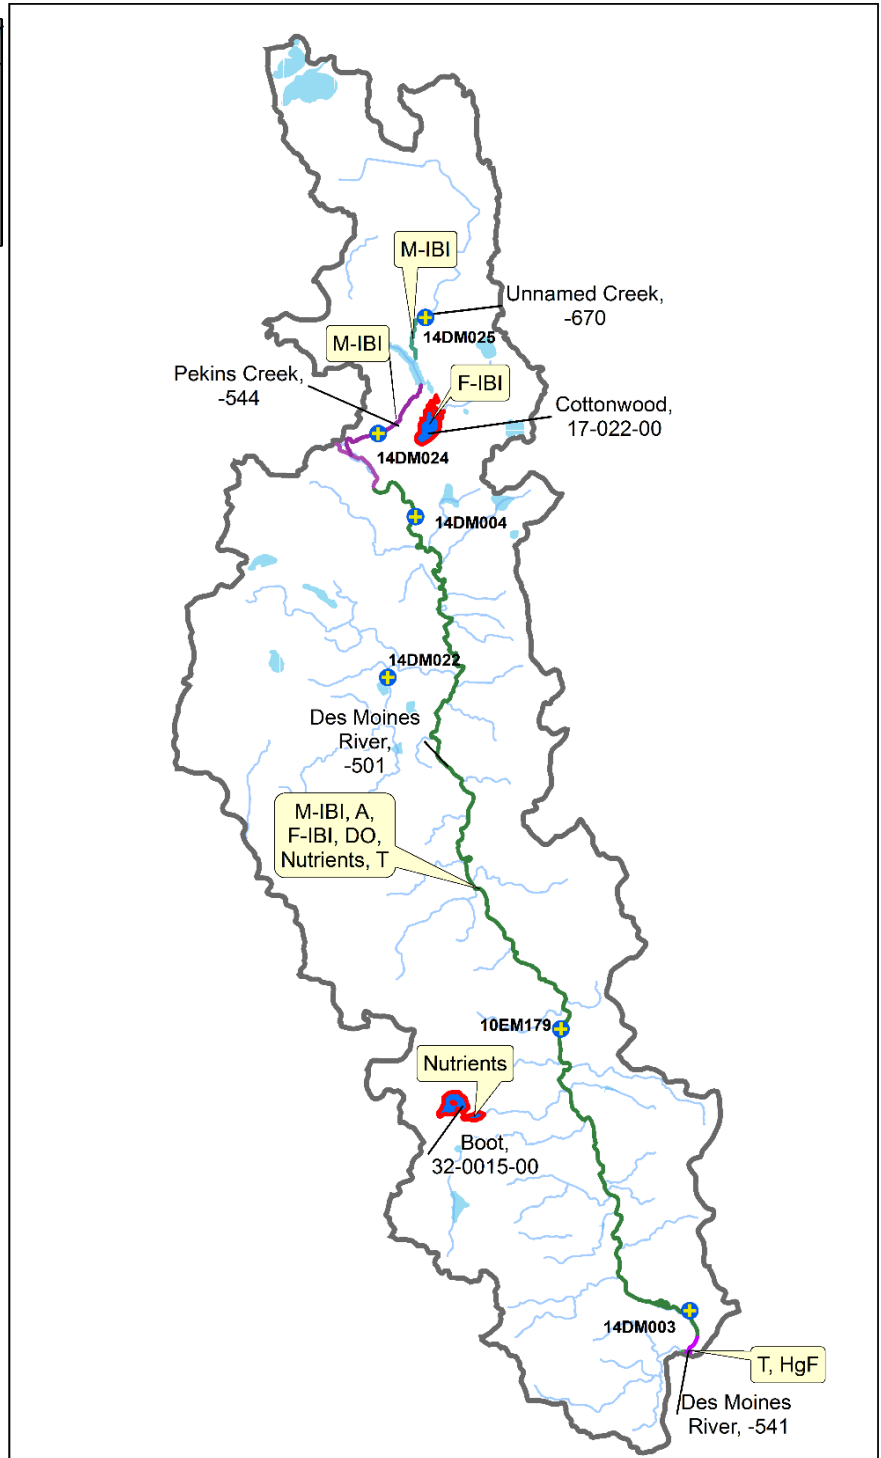 M-IBI
Unnamed Creek,
-670
14DM025
M-IBI
Pekins Creek,
-544
F-IBI
Cottonwood,
17-022-00
14DM024
14DM004
14DM022
Des Moines
River,
-501
M-IBI, A,
F-IBI, DO,
Nutrients, T
10EM179
Nutrients
Boot,
32-0015-00
14DM003
T, HgF
Des Moines
River, -541